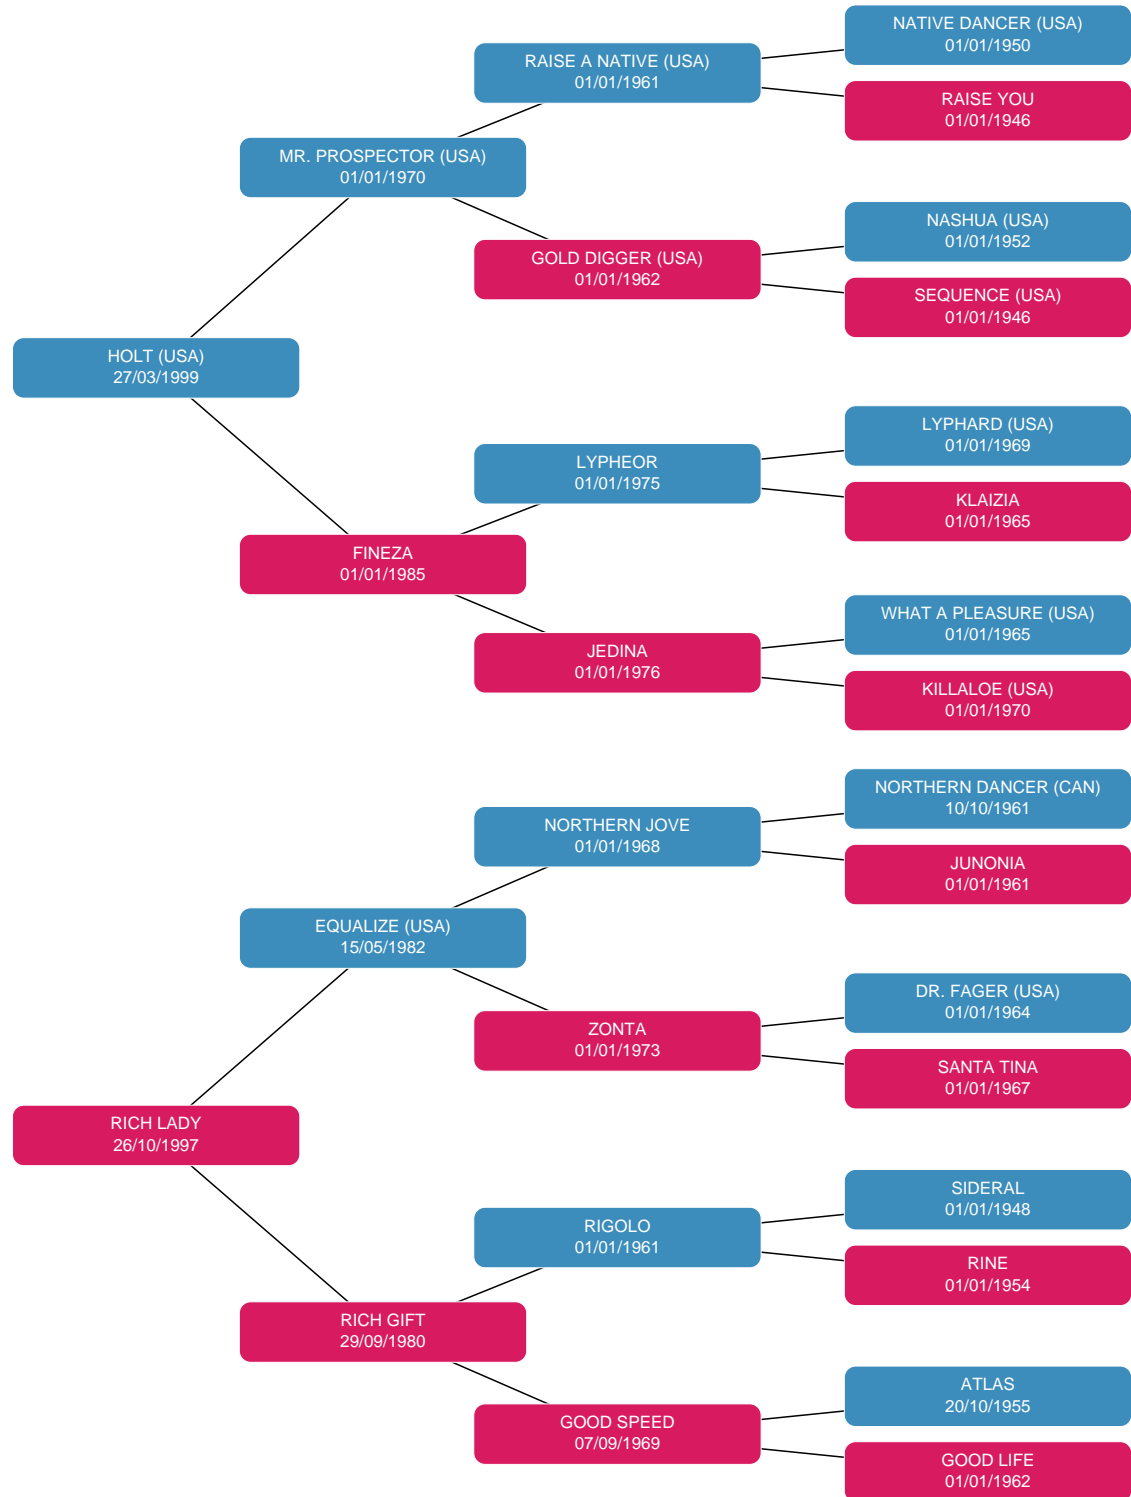 NATIVE DANCER (USA)
01/01/1950
RAISE A NATIVE (USA)
01/01/1961
RAISE YOU
01/01/1946
MR. PROSPECTOR (USA)
01/01/1970
NASHUA (USA)
01/01/1952
GOLD DIGGER (USA)
01/01/1962
SEQUENCE (USA)
01/01/1946
HOLT (USA)
27/03/1999
LYPHARD (USA)
01/01/1969
LYPHEOR
01/01/1975
KLAIZIA
01/01/1965
FINEZA
01/01/1985
WHAT A PLEASURE (USA)
01/01/1965
JEDINA
01/01/1976
KILLALOE (USA)
01/01/1970
NORTHERN DANCER (CAN)
10/10/1961
NORTHERN JOVE
01/01/1968
JUNONIA
01/01/1961
EQUALIZE (USA)
15/05/1982
DR. FAGER (USA)
01/01/1964
ZONTA
01/01/1973
SANTA TINA
01/01/1967
RICH LADY
26/10/1997
SIDERAL
01/01/1948
RIGOLO
01/01/1961
RINE
01/01/1954
RICH GIFT
29/09/1980
ATLAS
20/10/1955
GOOD SPEED
07/09/1969
GOOD LIFE
01/01/1962